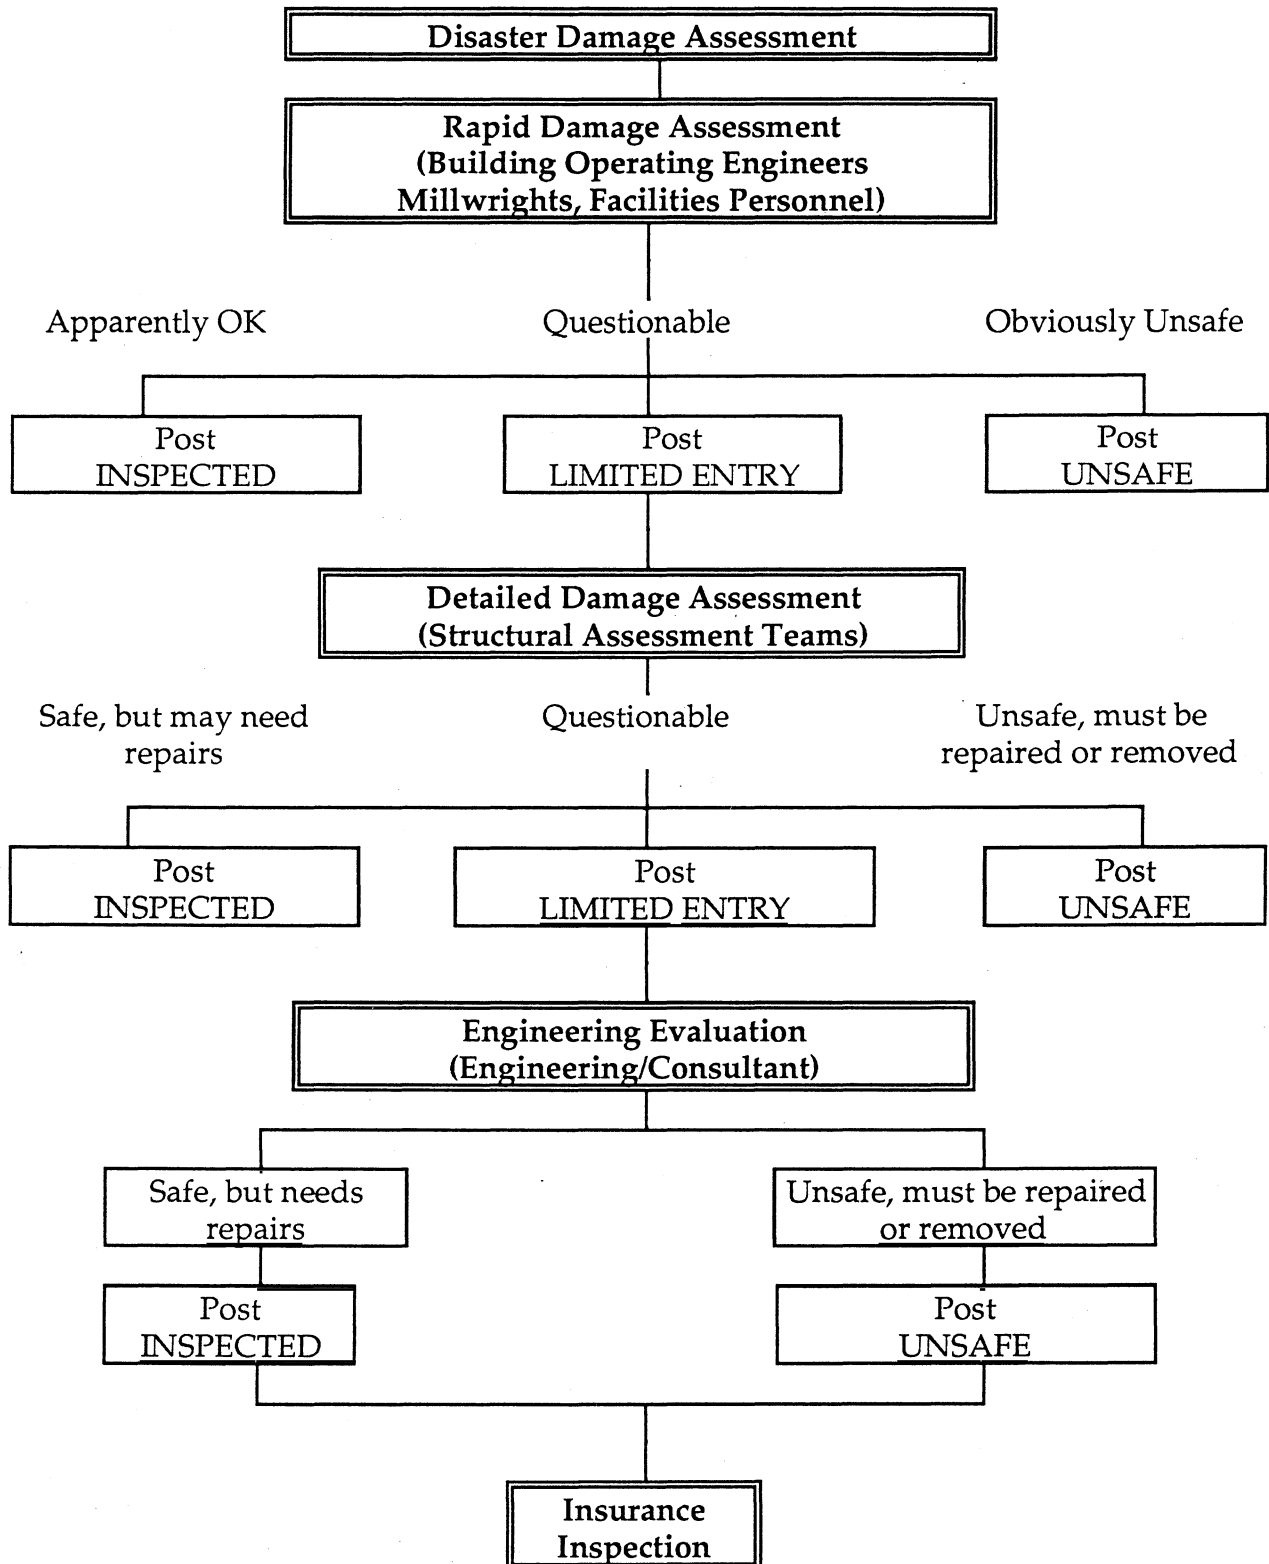 Disaster Damage Assessment
Rapid Damage Assessment
(Building Operating Engineers
Millwrights, Facilities Personnel)
Apparently OK
Questionable
Obviously Unsafe
Post
INSPECTED
Post
LIMITED ENTRY
Post
UNSAFE
Detailed Damage Assessment
(Structural Assessment Teams)
Safe, but may need
repairs
Questionable
Unsafe, must be
repaired or removed
Post
INSPECTED
Post
LIMITED ENTRY
Post
UNSAFE
Engineering Evaluation
(Engineering/Consultant)
Safe, but needs
repairs
Unsafe, must be repaired
or removed
Post
INSPECTED
Post
UNSAFE
Insurance
Inspection